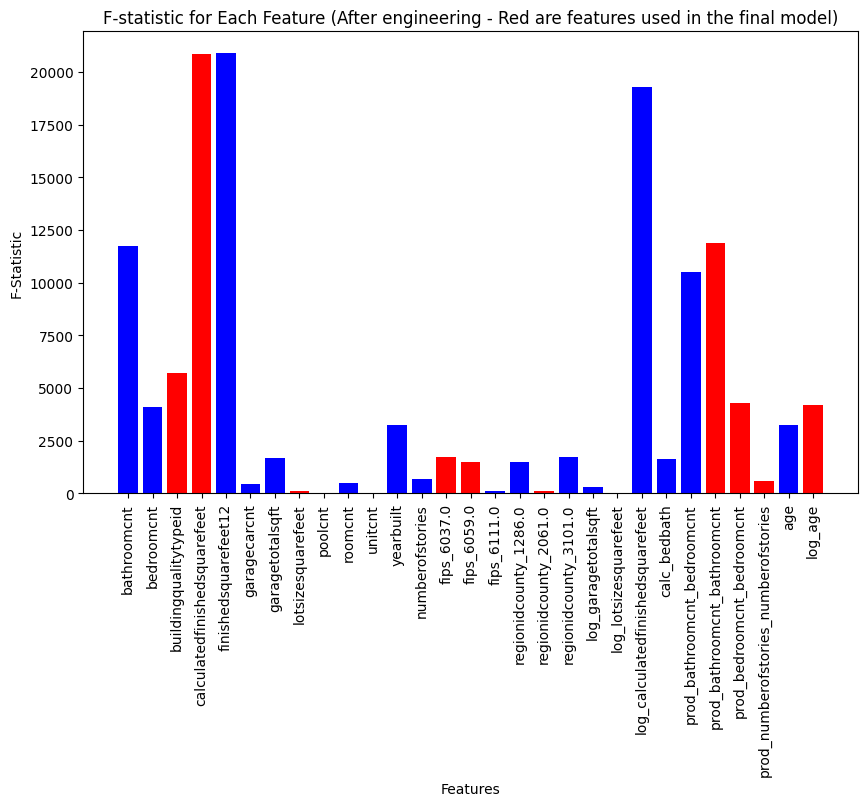 F-statistic for Each Feature (After engineering - Red are features used in the final model)
F-Statistic
20000
17500
15000
12500
10000
7500
5000
2500
0
bathroomcnt
bedroomcnt
buildingqualitytypeid
calculatedfinishedsquarefeet
finishedsquarefeet12
garagecarcnt
garagetotalsqft
lotsizesquarefeet
poolcnt
roomcnt
unitcnt
yearbuilt
numberofstories
fips_6037.0
fips_6059.0
fips_6111.0
regionidcounty_1286.0
regionidcounty_2061.0
regionidcounty_3101.0
log_garagetotalsqft
log_lotsizesquarefeet
log_calculatedfinishedsquarefeet
calc_bedbath
prod_bathroomcnt_bedroomcnt
prod_bathroomcnt_bathroomcnt
prod_bedroomcnt_bedroomcnt
prod_numberofstories_numberofstories
age
log_age
Features